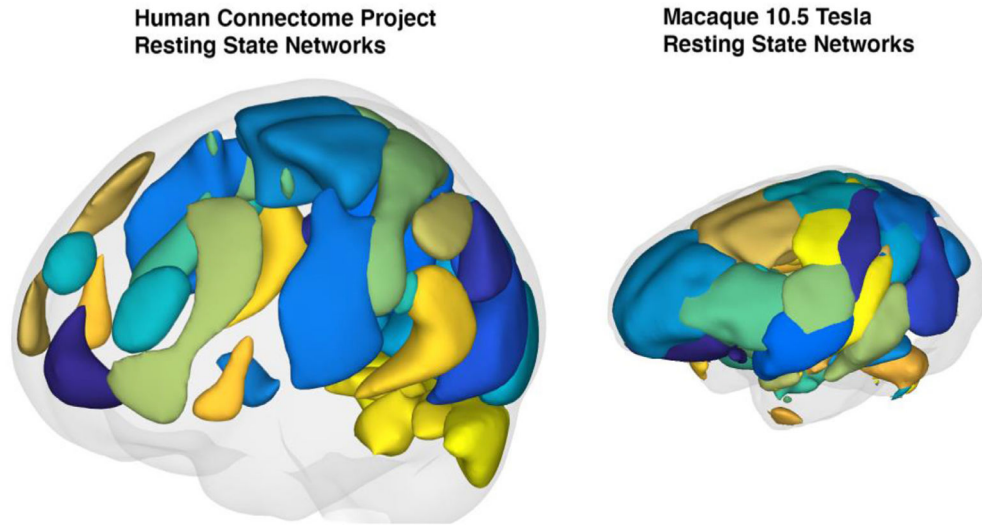 Human Connectome Project
Resting State Networks
Macaque 10.5 Tesla
Resting State Networks